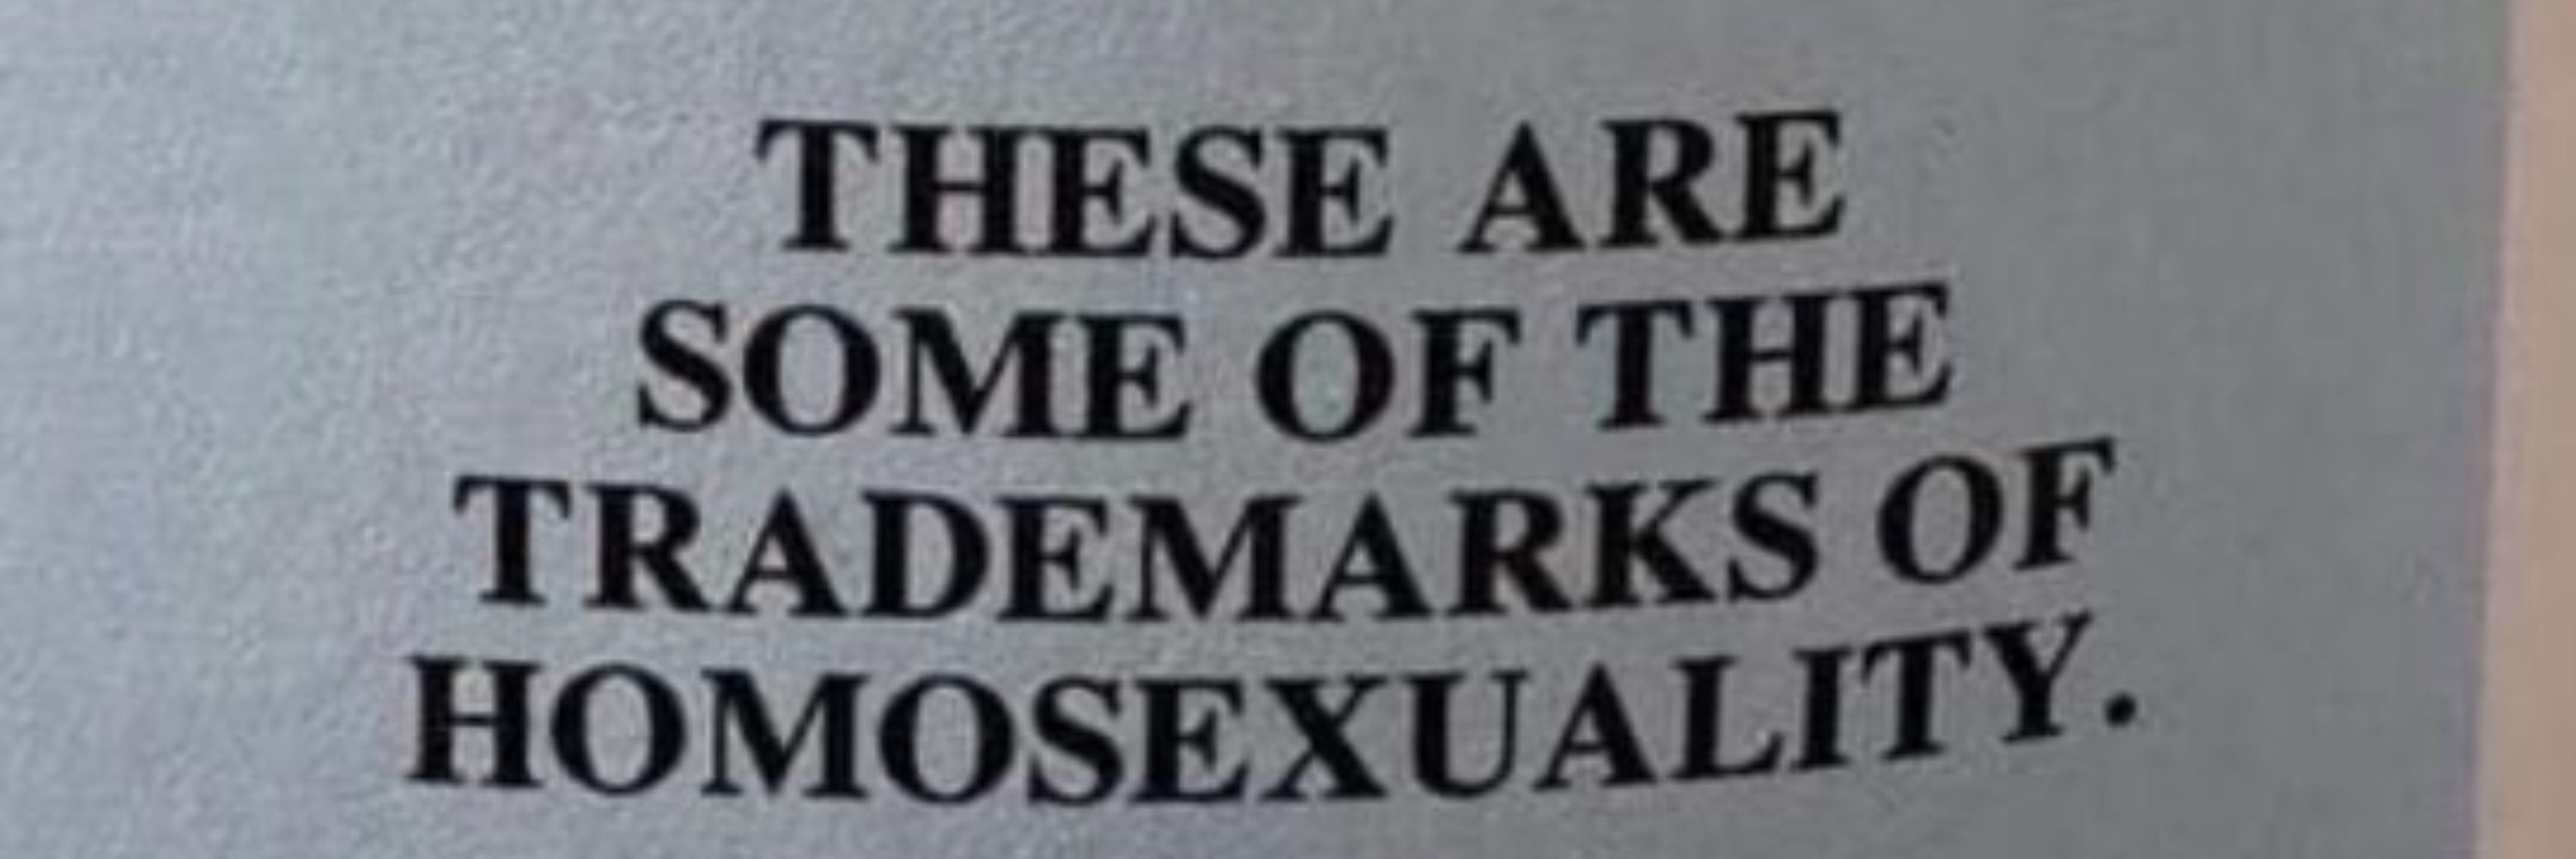 THESE ARE
SOME OF THE
TRADEMARKS OF
HOMOSEXUALITY.